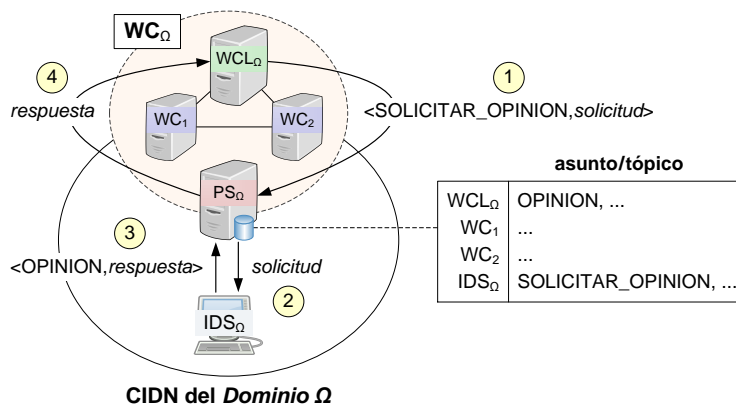 WCΩ
4
respuesta
WCLΩ
1
<SOLICITAR_OPINION,solicitud>
WC1
WC2
PSΩ
asunto/tópico
WCLΩ OPINION, ...
WC1 ...
WC2 ...
IDSΩ SOLICITAR_OPINION, ...
3
<OPINION,respuesta>
solicitud
2
IDSΩ
CIDN del Dominio Ω